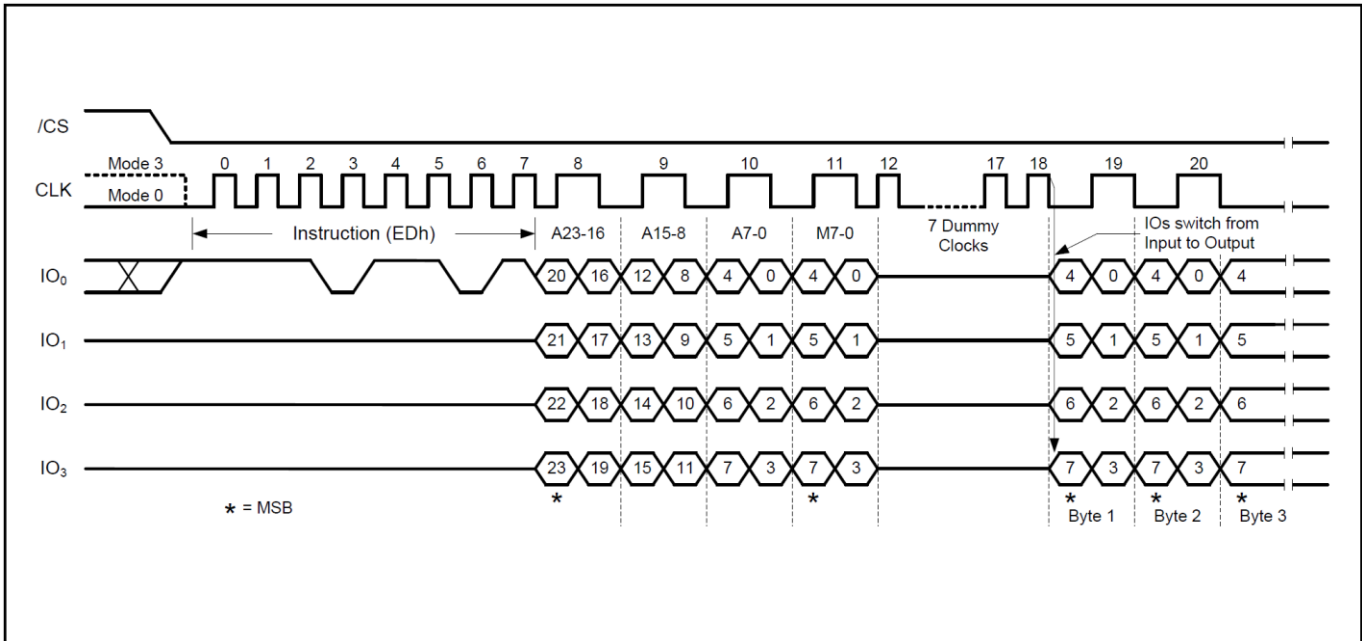 /CS
Mode 3 0 1 2 3 4 5 6 7 8 9 10 11 12 17 18 19 20
CLK
Mode 0
Instruction (EDh) A23-16 A15-8 A7-0 M7-0 7 Dummy
Clocks
IOs switch from
Input to Output
IO₀ 20 16 12 8 4 0 4 0 4 0 4 0 4
IO₁ 21 17 13 9 5 1 5 1 5 1 5 1 5
IO₂ 22 18 14 10 6 2 6 2 6 2 6 2 6
IO₃ 23 19 15 11 7 3 7 3 7 3 7 3 7
* * * * *
* = MSB
Byte 1 Byte 2 Byte 3